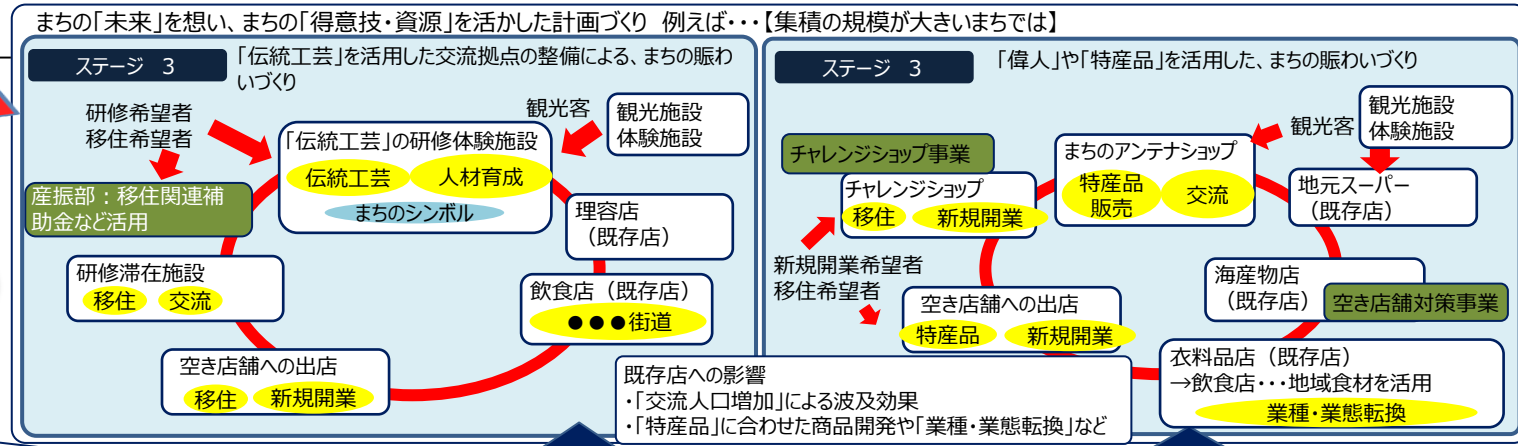 まちの「未来」を想い、まちの「得意技・資源」を活かした計画づくり 例えば・・・【集積の規模が大きいまちでは】
ステージ 3
「伝統工芸」を活用した交流拠点の整備による、まちの賑わ
いづくり
研修希望者
移住希望者
観光客
観光施設
体験施設
「伝統工芸」の研修体験施設
伝統工芸
人材育成
まちのシンボル
産振部:移住関連補
助金など活用
理容店
(既存店)
研修滞在施設
移住
交流
飲食店(既存店)
●●●街道
空き店舗への出店
移住
新規開業
ステージ 3
「偉人」や「特産品」を活用した、まちの賑わいづくり
観光施設
体験施設
観光客
チャレンジショップ事業
チャレンジショップ
移住
新規開業
まちのアンテナショップ
特産品
販売
交流
地元スーパー
(既存店)
新規開業希望者
移住希望者
海産物店
(既存店)
空き店舗対策事業
空き店舗への出店
特産品
新規開業
衣料品店(既存店)
→飲食店・・・地域食材を活用
業種・業態転換
既存店への影響
・「交流人口増加」による波及効果
・「特産品」に合わせた商品開発や「業種・業態転換」など